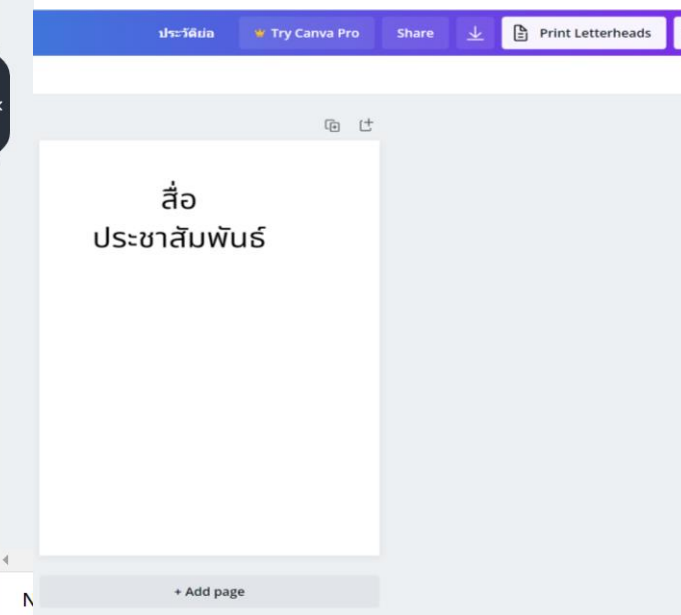 ประวัติย่อ Try Canva Pro Share Print Letterheads
สื่อ
ประชาสัมพันธ์
+ Add page
N